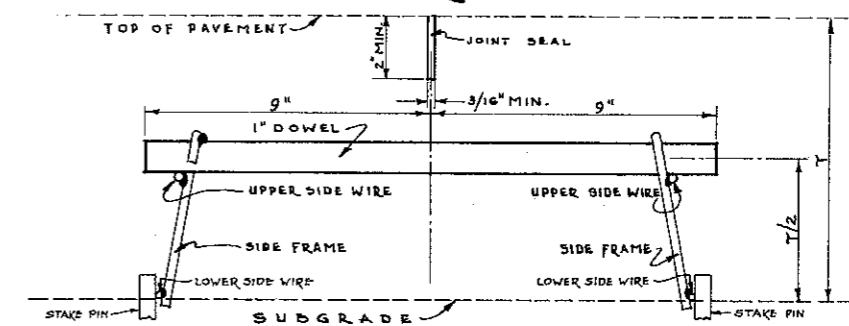 TOP OF PAVEMENT
2" MIN.
JOINT SEAL
T
9"
3/16" MIN.
9"
1" DOWEL
UPPER SIDE WIRE
UPPER SIDE WIRE
T/2
SIDE FRAME
SIDE FRAME
LOWER SIDE WIRE
LOWER SIDE WIRE
STAKE PIN
SUBGRADE
STAKE PIN